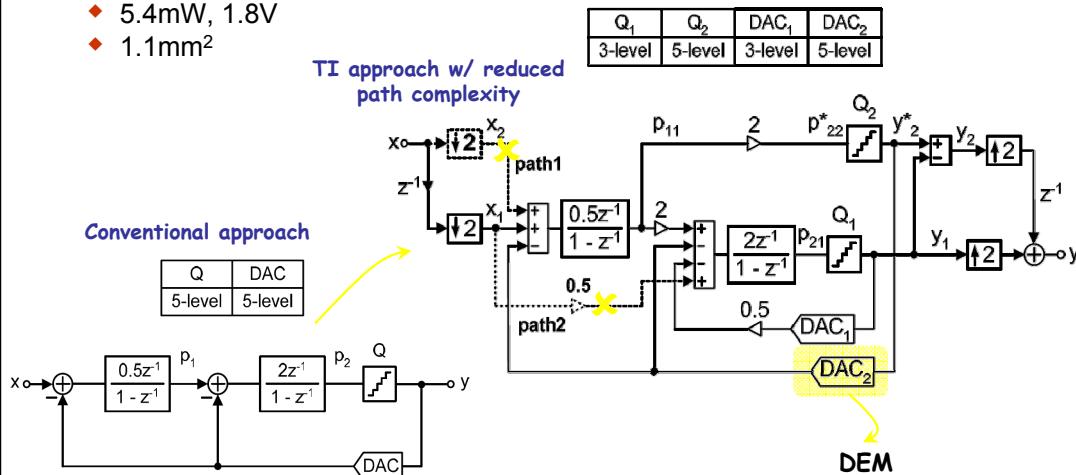 5.4mW, 1.8V
1.1mm²
Q₁ Q₂ DAC₁ DAC₂
3-level 5-level 3-level 5-level
TI approach w/ reduced
path complexity
x
↓2
x₂
path1
z⁻¹
↓2
x₁
+
+
−
0.5z⁻¹
1 - z⁻¹
p₁₁
2
p*₂₂
Q₂
y*₂
+
−
y₂
↑2
z⁻¹
2
+
−
−
+
2z⁻¹
1 - z⁻¹
p₂₁
Q₁
y₁
↑2
+
y
0.5
path2
0.5
DAC₁
DAC₂
DEM
Conventional approach
Q DAC
5-level 5-level
x
+
−
0.5z⁻¹
1 - z⁻¹
p₁
+
−
2z⁻¹
1 - z⁻¹
p₂
Q
y
DAC